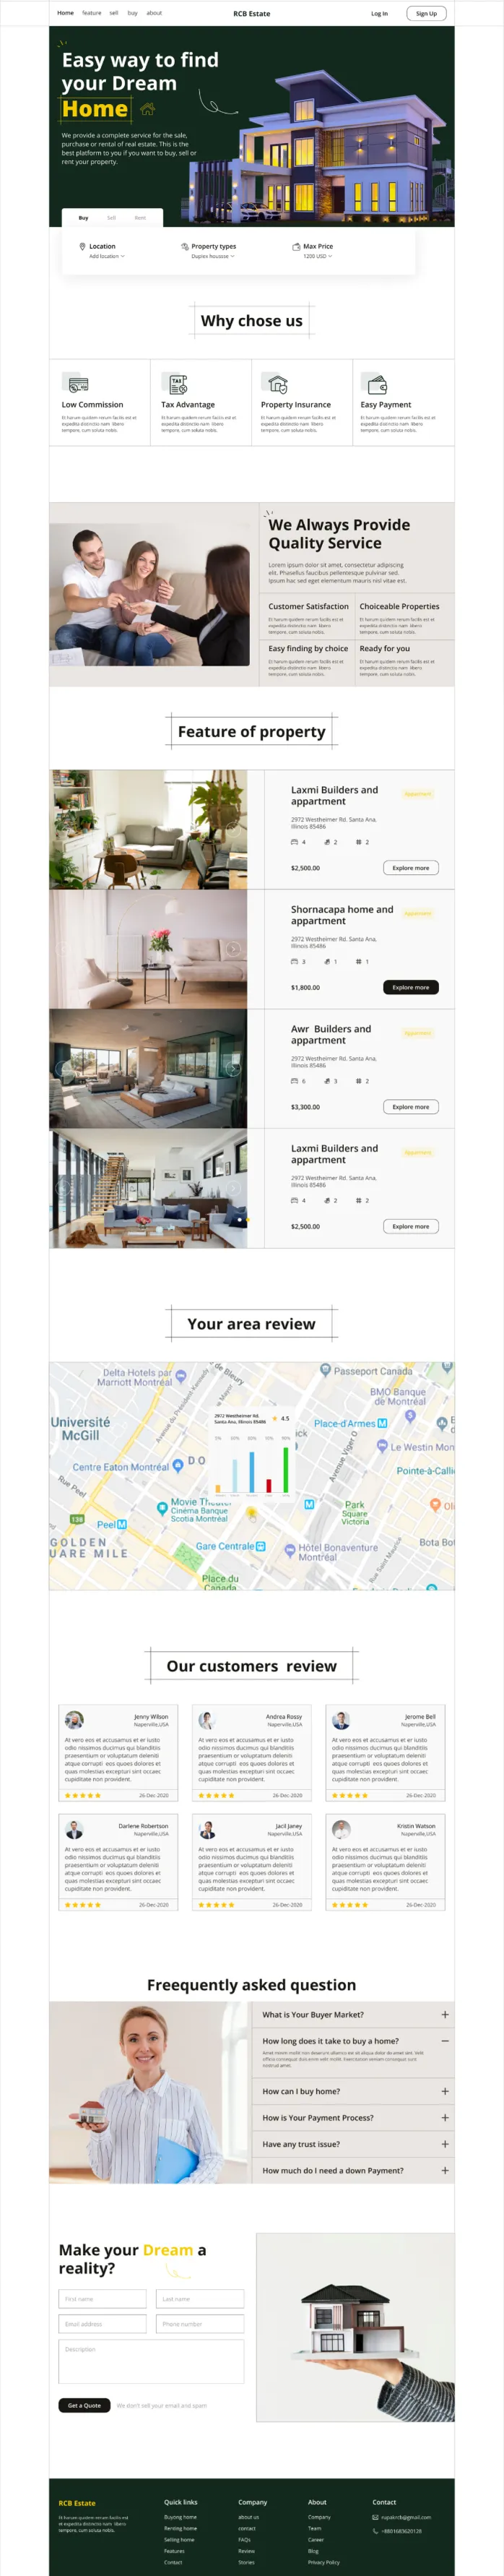 Home feature sell buy about
RCB Estate
Log In
Sign Up
Easy way to find
your Dream
Home
We provide a complete service for the sale,
purchase or rental of real estate. This is the
best platform to you if you want to buy, sell or
rent your property.
Buy Sell Rent
Location
Add location
Property types
Duplex houssse
Max Price
1200 USD
Why chose us
Low Commission
Et harum quidem rerum facilis est et
expedita distinctio nam libero
tempore, cum soluta nobis.
Tax Advantage
Et harum quidem rerum facilis est et
expedita distinctio nam libero
tempore, cum soluta nobis.
Property Insurance
Et harum quidem rerum facilis est et
expedita distinctio nam libero
tempore, cum soluta nobis.
Easy Payment
Et harum quidem rerum facilis est et
expedita distinctio nam libero
tempore, cum soluta nobis.
We Always Provide
Quality Service
Lorem ipsum dolor sit amet, consectetur adipiscing
elit. Phasellus faucibus pellentesque pulvinar sed.
Ipsum hac sed eget elementum mauris nisl vitae est.
Customer Satisfaction
Et harum quidem rerum facilis est et
expedita distinctio nam libero
tempore, cum soluta nobis.
Choiceable Properties
Et harum quidem rerum facilis est et
expedita distinctio nam libero
tempore, cum soluta nobis.
Easy finding by choice
Et harum quidem rerum facilis est et
expedita distinctio nam libero
tempore, cum soluta nobis.
Ready for you
Et harum quidem rerum facilis est et
expedita distinctio nam libero
tempore, cum soluta nobis.
Feature of property
Laxmi Builders and
appartment
Appartment
2972 Westheimer Rd. Santa Ana,
Illinois 85486
4 2 2
$2,500.00
Explore more
Shornacapa home and
appartment
Appartment
2972 Westheimer Rd. Santa Ana,
Illinois 85486
3 1 1
$1,800.00
Explore more
Awr Builders and
appartment
Appartment
2972 Westheimer Rd. Santa Ana,
Illinois 85486
6 3 2
$3,300.00
Explore more
Laxmi Builders and
appartment
Appartment
2972 Westheimer Rd. Santa Ana,
Illinois 85486
4 2 2
$2,500.00
Explore more
Your area review
Delta Hotels par
Marriott Montréal
de Bleury
Passeport Canada
BMO Banque
de Montréal
Université
McGill
Place-d'Armes
Le Westin Mon
Centre Eaton Montréal
Avenue Viger O
Pointe-à-Calli
Rue Peel
2972 Westheimer Rd.
Santa Ana, Illinois 85486
4.5
Movie Theater
Cinéma Banque
Scotia Montréal
138
Peel
GOLDEN
UARE MILE
Park
Square
Victoria
Gare Centrale
Hôtel Bonaventure
Montréal
Bota Bo
Place du
Canada
Our customers review
Jenny Wilson
Naperville,USA
At vero eos et accusamus et er iusto
odio nissimos ducimus qui blanditiis
praesentium or voluptatum deleniti
atque corrupti eos quoes dolores et
quas molestias excepturi sint occaec
cupiditate non provident.
26-Dec-2020
Andrea Rossy
Naperville,USA
At vero eos et accusamus et er iusto
odio nissimos ducimus qui blanditiis
praesentium or voluptatum deleniti
atque corrupti eos quoes dolores et
quas molestias excepturi sint occaec
cupiditate non provident.
26-Dec-2020
Jerome Bell
Naperville,USA
At vero eos et accusamus et er iusto
odio nissimos ducimus qui blanditiis
praesentium or voluptatum deleniti
atque corrupti eos quoes dolores et
quas molestias excepturi sint occaec
cupiditate non provident.
26-Dec-2020
Darlene Robertson
Naperville,USA
At vero eos et accusamus et er iusto
odio nissimos ducimus qui blanditiis
praesentium or voluptatum deleniti
atque corrupti eos quoes dolores et
quas molestias excepturi sint occaec
cupiditate non provident.
26-Dec-2020
Jacil Janey
Naperville,USA
At vero eos et accusamus et er iusto
odio nissimos ducimus qui blanditiis
praesentium or voluptatum deleniti
atque corrupti eos quoes dolores et
quas molestias excepturi sint occaec
cupiditate non provident.
26-Dec-2020
Kristin Watson
Naperville,USA
At vero eos et accusamus et er iusto
odio nissimos ducimus qui blanditiis
praesentium or voluptatum deleniti
atque corrupti eos quoes dolores et
quas molestias excepturi sint occaec
cupiditate non provident.
26-Dec-2020
Freequently asked question
What is Your Buyer Market?
How long does it take to buy a home?
How can I buy home?
How is Your Payment Process?
Have any trust issue?
How much do I need a down Payment?
Make your Dream a
reality?
First name
Last name
Email address
Phone number
Description
Get a Quote
We don't sell your email and spam
RCB Estate
Et harum quidem rerum facilis est
et expedita distinctio nam libero
tempore, cum soluta nobis.
Quick links
Buyong home
Renting home
Selling home
Features
Contact
Company
about us
contact
FAQs
Review
Stories
About
Company
Team
Career
Blog
Privacy Policy
Contact
rupakrcb@gmail.com
+8801683620128